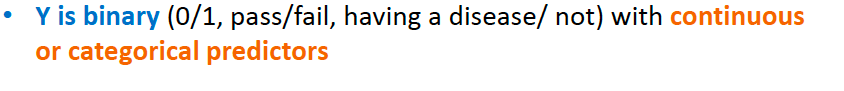 • Y is binary (0/1, pass/fail, having a disease/ not) with continuous
or categorical predictors